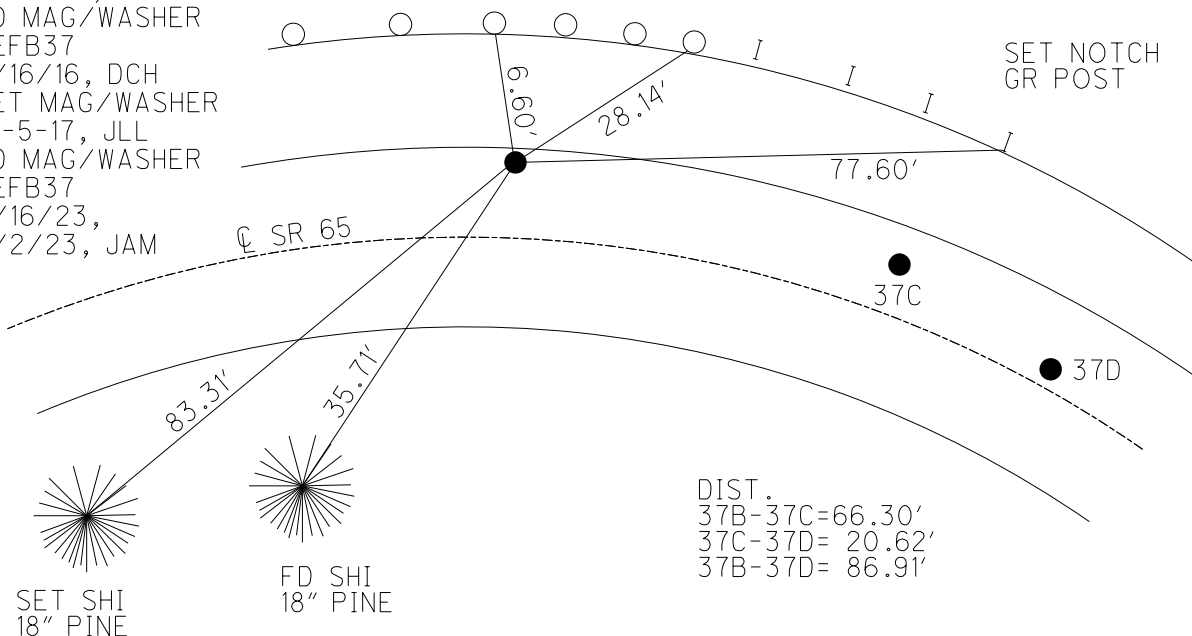 MAG/WASHER
EFB37
/16/16, DCH
MAG/WASHER
-5-17, JLL
MAG/WASHER
EFB37
/16/23,
/2/23, JAM
SET NOTCH
GR POST
6.60'
28.14'
77.60'
℄ SR 65
37C
37D
83.31'
35.71'
DIST.
37B-37C=66.30'
37C-37D= 20.62'
37B-37D= 86.91'
FD SHI
18" PINE
SET SHI
18" PINE